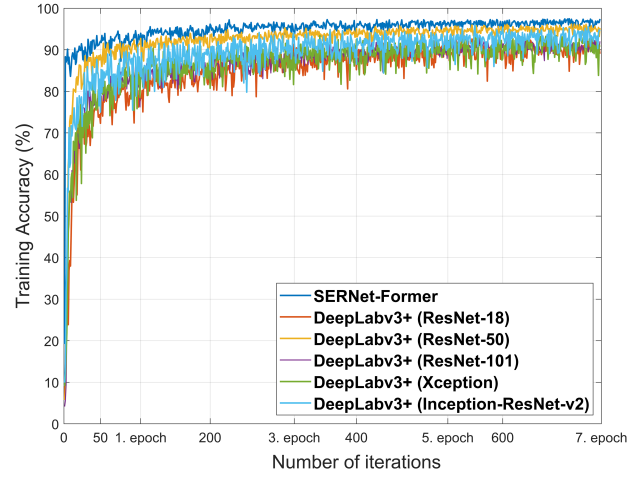 100
90
80
70
60
50
40
30
20
10
0
Training Accuracy (%)
SERNet-Former
DeepLabv3+ (ResNet-18)
DeepLabv3+ (ResNet-50)
DeepLabv3+ (ResNet-101)
DeepLabv3+ (Xception)
DeepLabv3+ (Inception-ResNet-v2)
0 50 1. epoch 200 3. epoch 400 5. epoch 600 7. epoch
Number of iterations